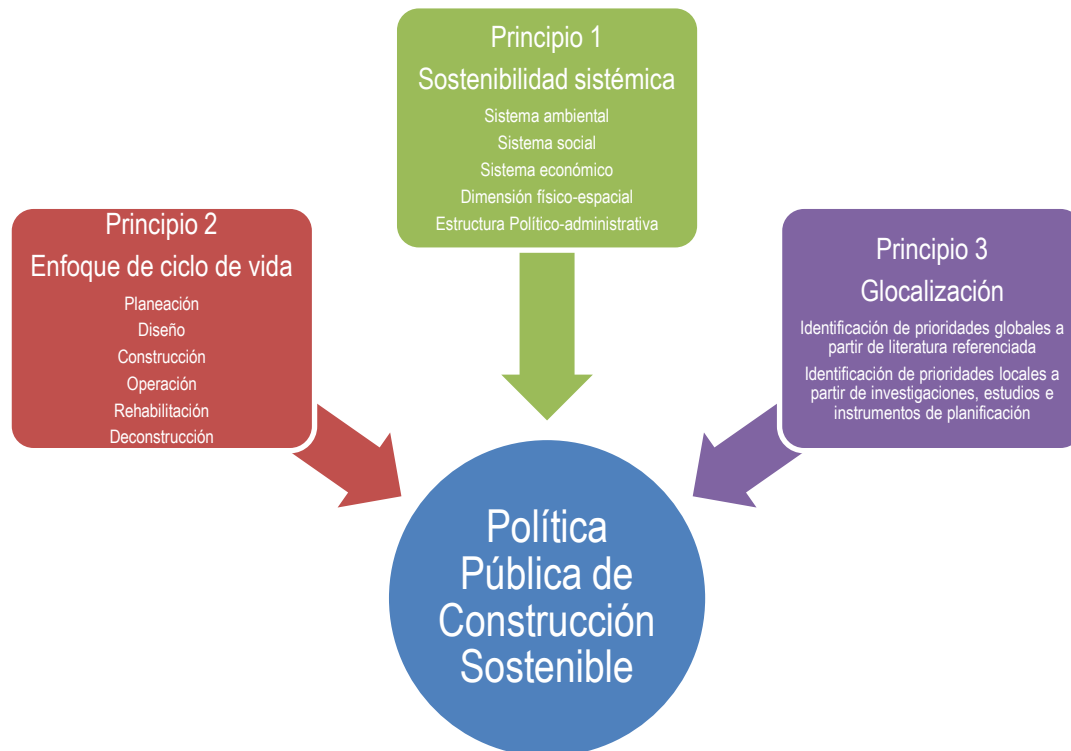 Principio 1
Sostenibilidad sistémica
Sistema ambiental
Sistema social
Sistema económico
Dimensión físico-espacial
Estructura Político-administrativa
Principio 2
Enfoque de ciclo de vida
Planeación
Diseño
Construcción
Operación
Rehabilitación
Deconstrucción
Principio 3
Glocalización
Identificación de prioridades globales a
partir de literatura referenciada
Identificación de prioridades locales a
partir de investigaciones, estudios e
instrumentos de planificación
Política
Pública de
Construcción
Sostenible